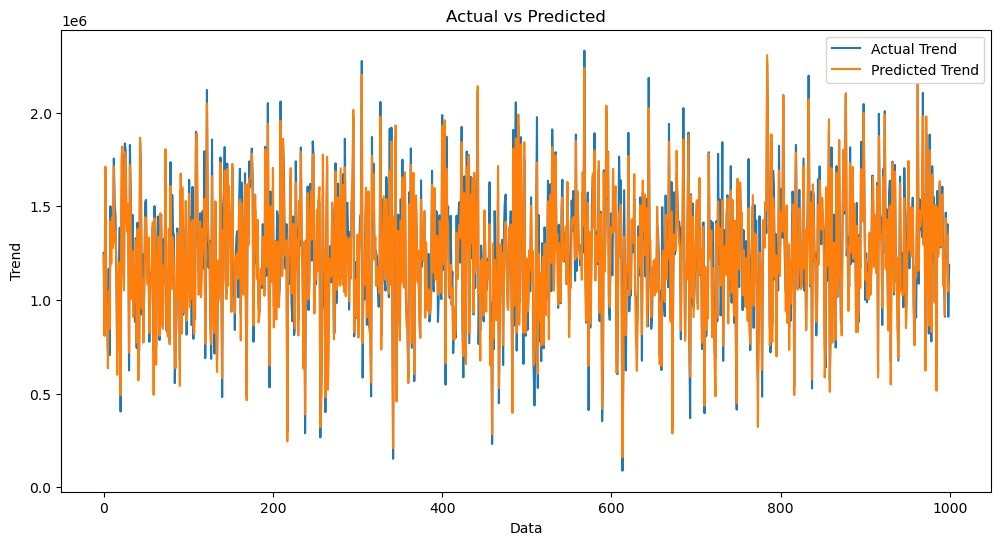 Actual vs Predicted
1e6
Actual Trend
Predicted Trend
2.0
1.5
1.0
0.5
0.0
Trend
0 200 400 600 800 1000
Data